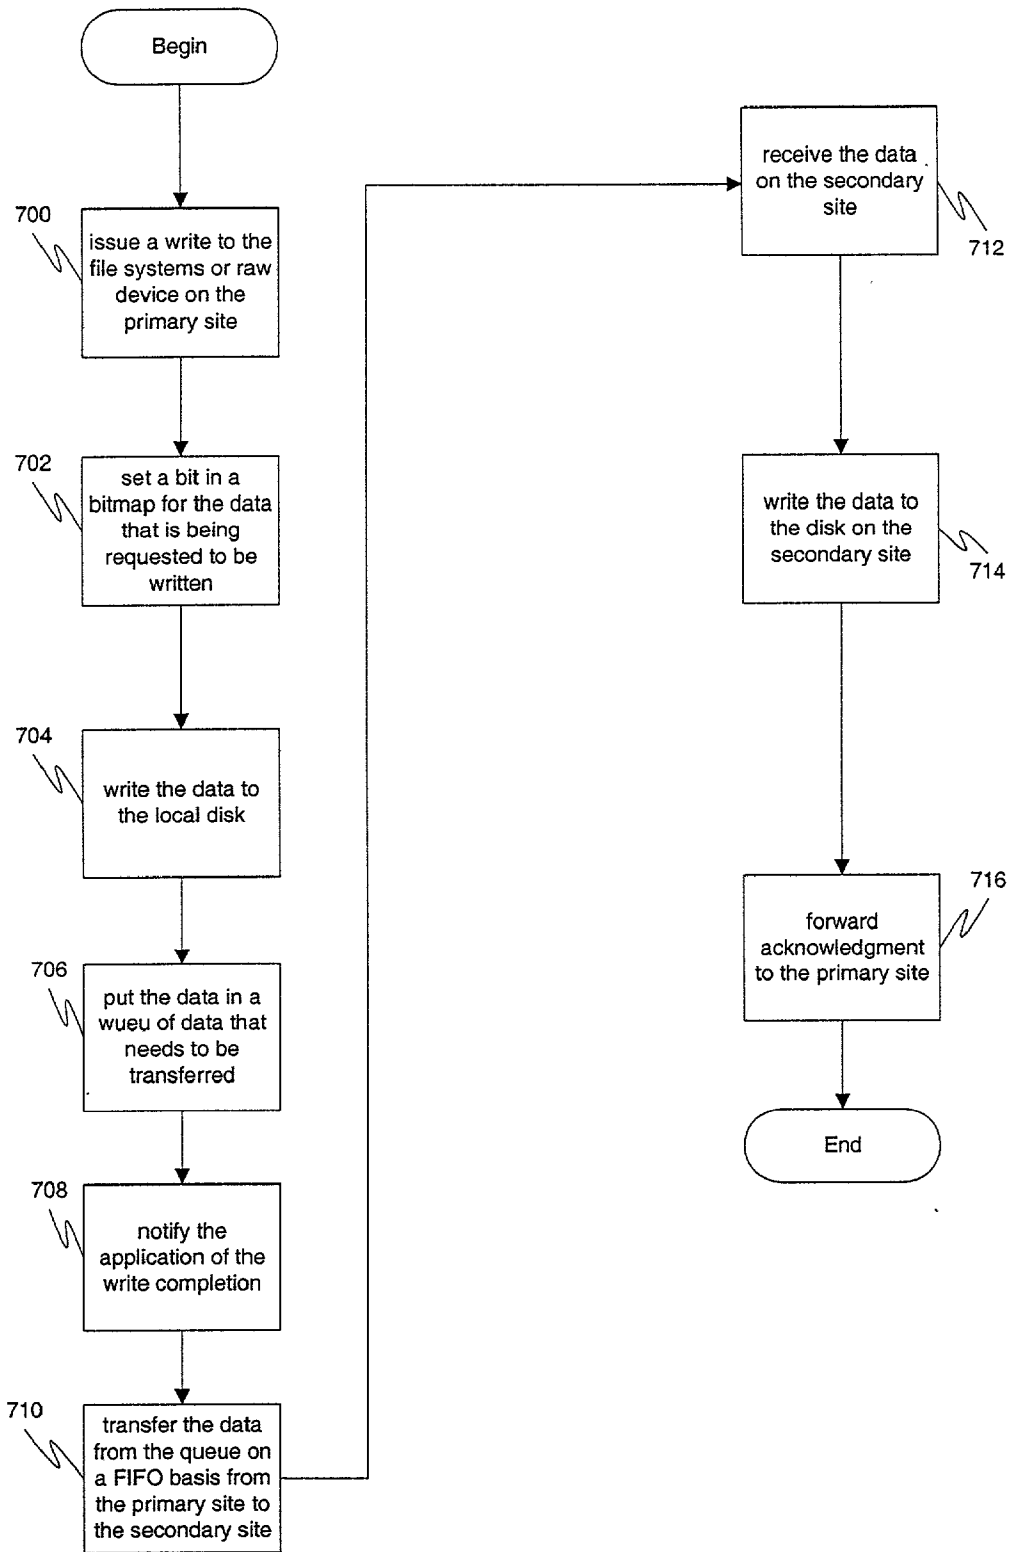 Begin
700
issue a write to the
file systems or raw
device on the
primary site
702
set a bit in a
bitmap for the data
that is being
requested to be
written
704
write the data to
the local disk
706
put the data in a
wueu of data that
needs to be
transferred
708
notify the
application of the
write completion
710
transfer the data
from the queue on
a FIFO basis from
the primary site to
the secondary site
receive the data
on the secondary
site
712
write the data to
the disk on the
secondary site
714
716
forward
acknowledgment
to the primary site
End